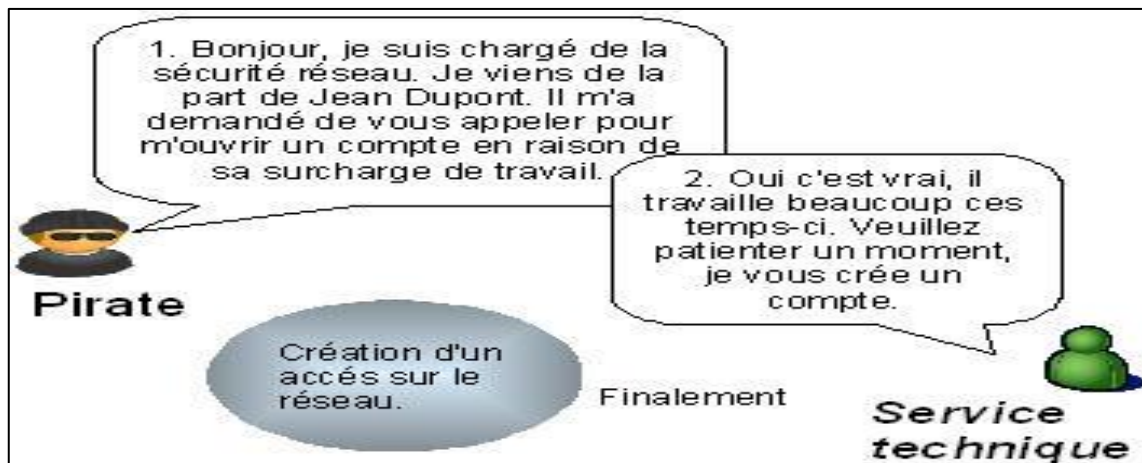 1. Bonjour, je suis chargé de la
sécurité réseau. Je viens de la
part de Jean Dupont. Il m'a
demandé de vous appeler pour
m'ouvrir un compte en raison de
sa surcharge de travail.
2. Oui c'est vrai, il
travaille beaucoup ces
temps-ci. Veuillez
patienter un moment,
je vous crée un
compte.
Pirate
Création d'un
accés sur le
réseau.
Finalement
Service
technique